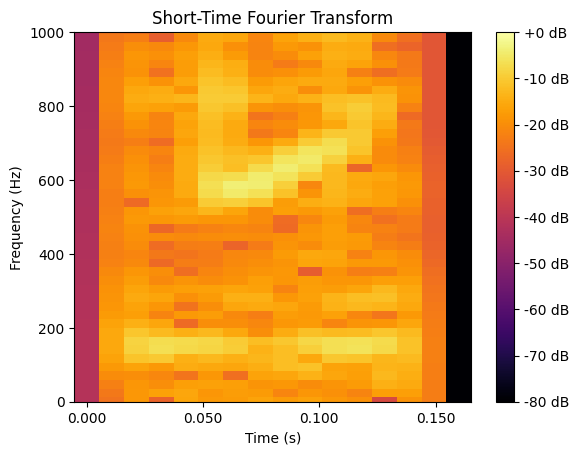 Short-Time Fourier Transform
1000
800
600
400
200
0
Frequency (Hz)
0.000
0.050
0.100
0.150
Time (s)
+0 dB
-10 dB
-20 dB
-30 dB
-40 dB
-50 dB
-60 dB
-70 dB
-80 dB